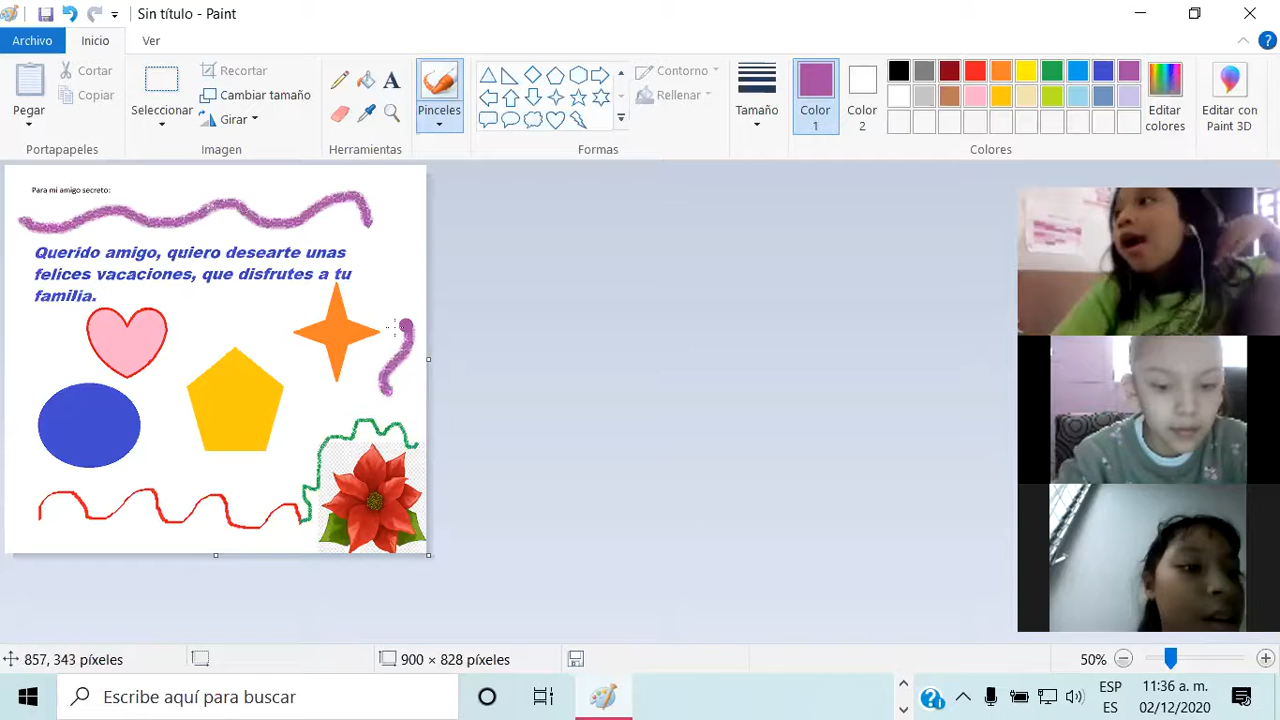 Sin título - Paint
Archivo Inicio Ver
Pegar
Cortar
Copiar
Portapapeles
Seleccionar
Recortar
Cambiar tamaño
Girar
Imagen
A
Herramientas
Pinceles
Contorno
Rellenar
Formas
Tamaño
Color 1
Color 2
Editar colores
Editar con Paint 3D
Colores
Para mi amigo secreto:
Querido amigo, quiero desearte unas
felices vacaciones, que disfrutes a tu
familia.
857, 343 píxeles
900 × 828 píxeles
50%
Escribe aquí para buscar
ESP
ES
11:36 a. m.
02/12/2020